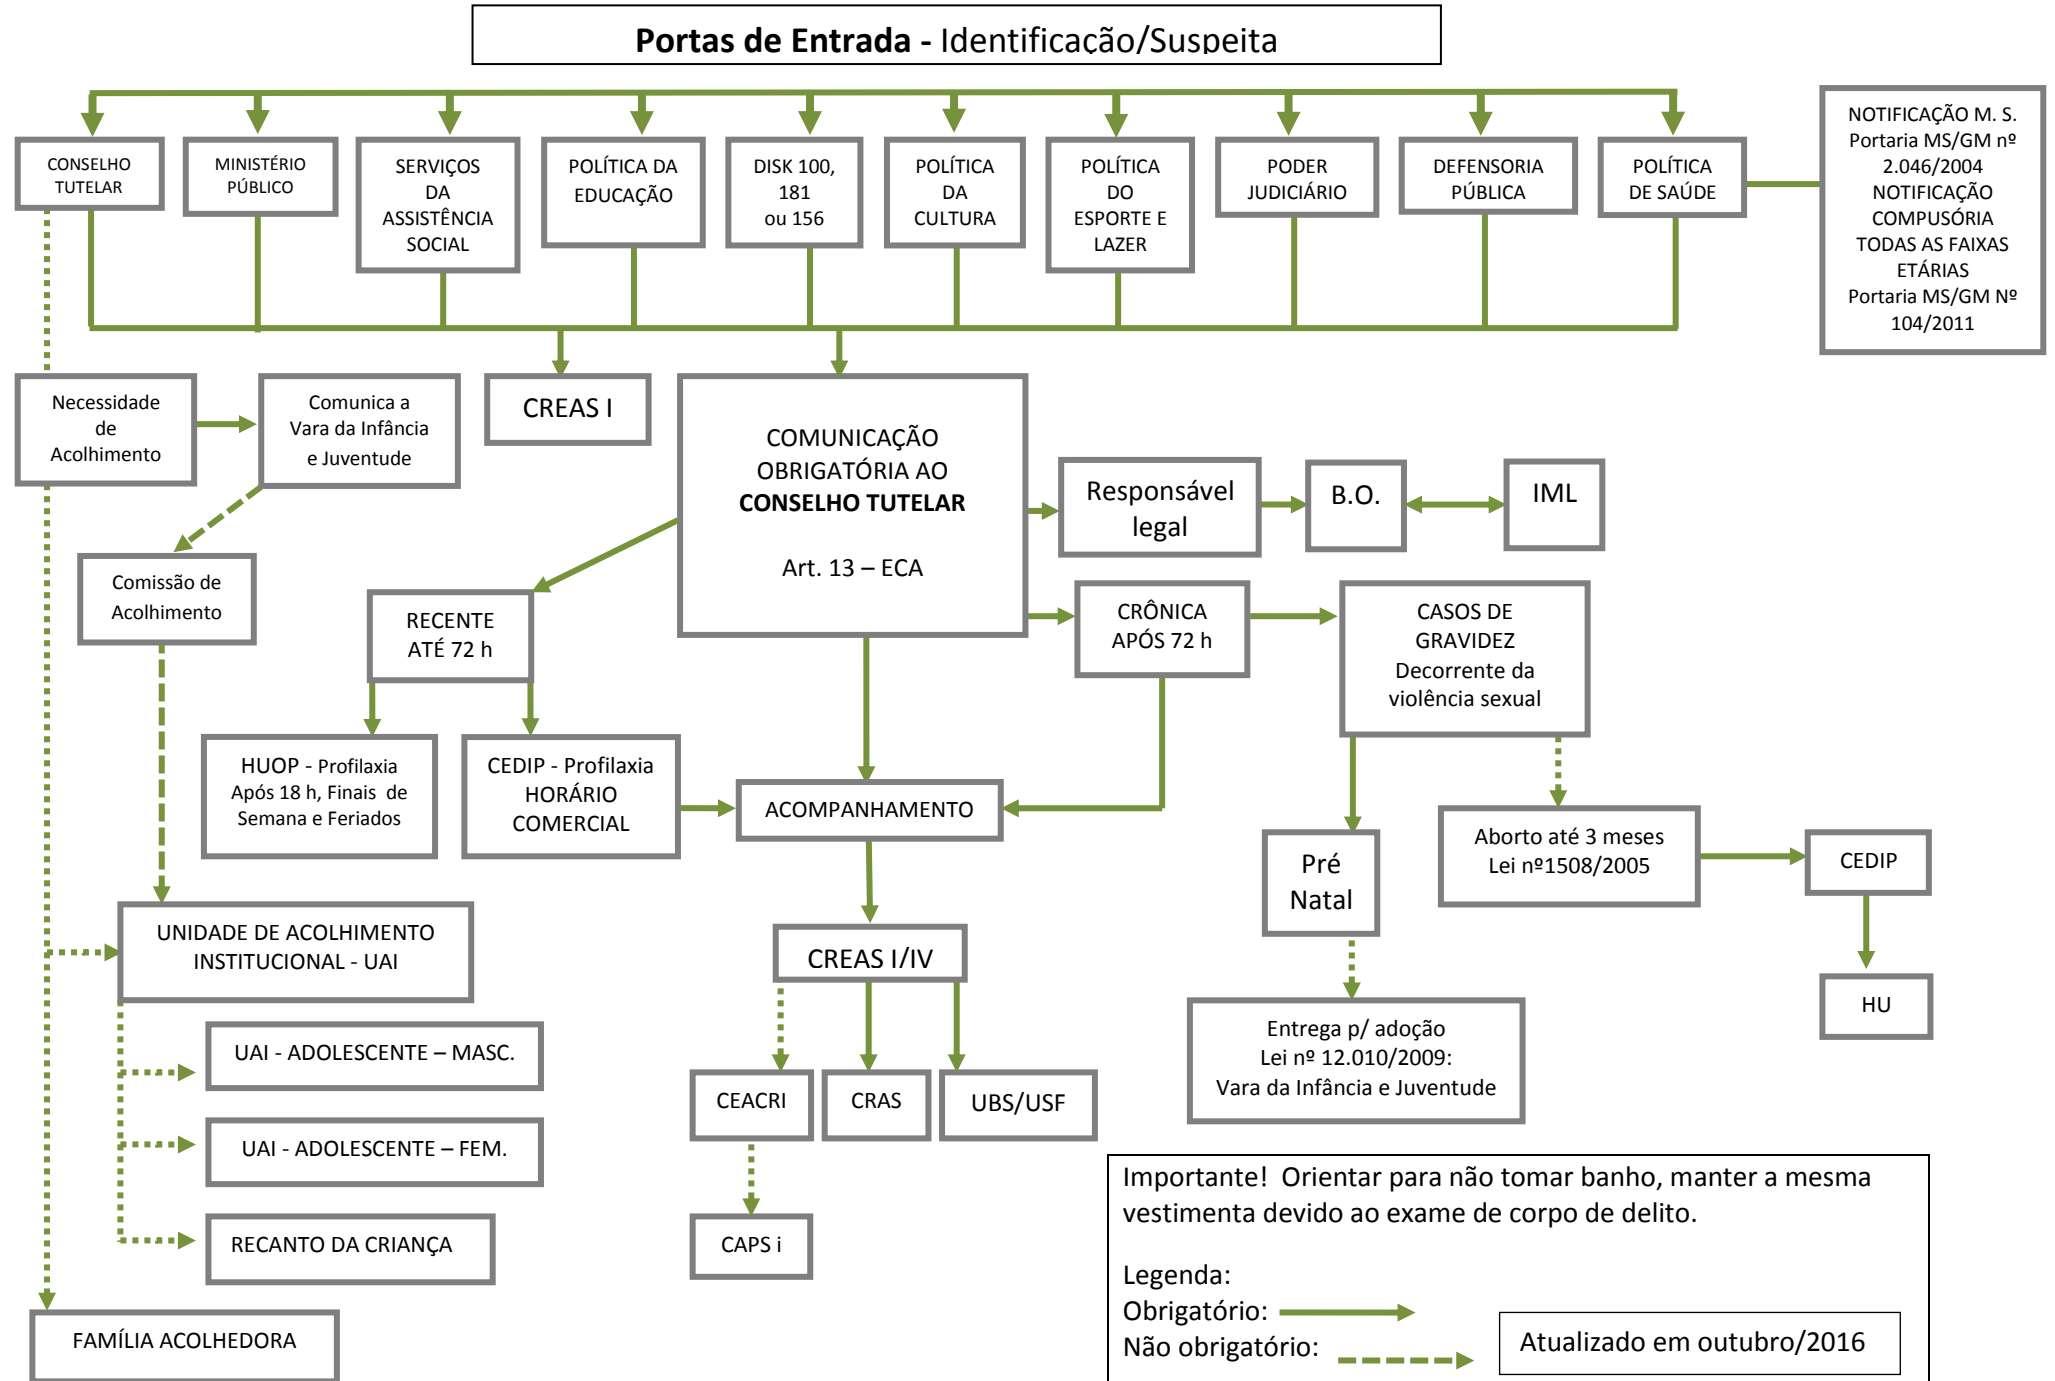 Portas de Entrada - Identificação/Suspeita
CONSELHO
TUTELAR
MINISTÉRIO
PÚBLICO
SERVIÇOS
DA
ASSISTÊNCIA
SOCIAL
POLÍTICA DA
EDUCAÇÃO
DISK 100,
181
ou 156
POLÍTICA
DA
CULTURA
POLÍTICA
DO
ESPORTE E
LAZER
PODER
JUDICIÁRIO
DEFENSORIA
PÚBLICA
POLÍTICA
DE SAÚDE
NOTIFICAÇÃO M. S.
Portaria MS/GM nº
2.046/2004
NOTIFICAÇÃO
COMPUSÓRIA
TODAS AS FAIXAS
ETÁRIAS
Portaria MS/GM Nº
104/2011
Necessidade
de
Acolhimento
Comunica a
Vara da Infância
e Juventude
CREAS I
COMUNICAÇÃO
OBRIGATÓRIA AO
CONSELHO TUTELAR
Art. 13 – ECA
Responsável
legal
B.O.
IML
Comissão de
Acolhimento
RECENTE
ATÉ 72 h
CRÔNICA
APÓS 72 h
CASOS DE
GRAVIDEZ
Decorrente da
violência sexual
HUOP - Profilaxia
Após 18 h, Finais de
Semana e Feriados
CEDIP - Profilaxia
HORÁRIO
COMERCIAL
ACOMPANHAMENTO
Pré
Natal
Aborto até 3 meses
Lei nº1508/2005
CEDIP
UNIDADE DE ACOLHIMENTO
INSTITUCIONAL - UAI
CREAS I/IV
HU
Entrega p/ adoção
Lei nº 12.010/2009:
Vara da Infância e Juventude
UAI - ADOLESCENTE – MASC.
CEACRI
CRAS
UBS/USF
UAI - ADOLESCENTE – FEM.
RECANTO DA CRIANÇA
CAPS i
FAMÍLIA ACOLHEDORA
Importante! Orientar para não tomar banho, manter a mesma
vestimenta devido ao exame de corpo de delito.
Legenda:
Obrigatório:
Não obrigatório:
Atualizado em outubro/2016